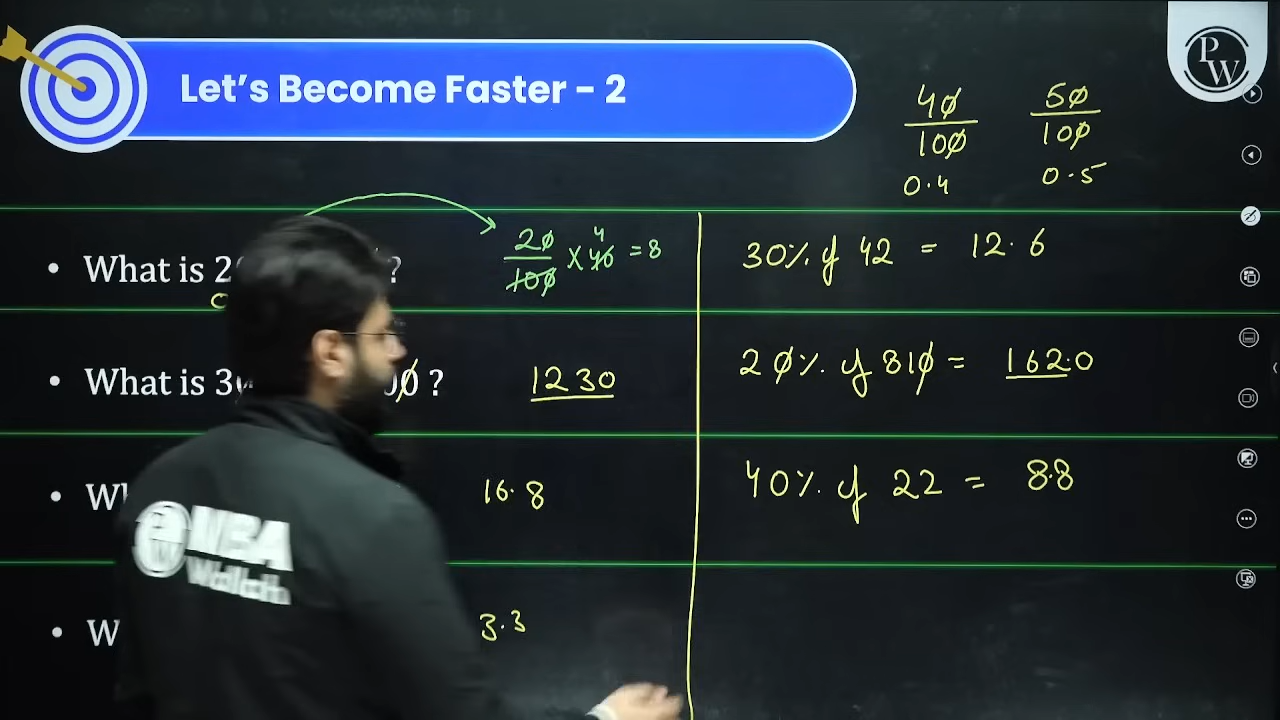 Let's Become Faster - 2
PW
40/100
0.4
50/100
0.5
What is 2 ?
20/100 × 40 4 = 8
30% of 42 = 12.6
What is 3 00 ?
1230
20% of 810 = 162.0
16.8
40% of 22 = 8.8
3.3
MBA
Wallah